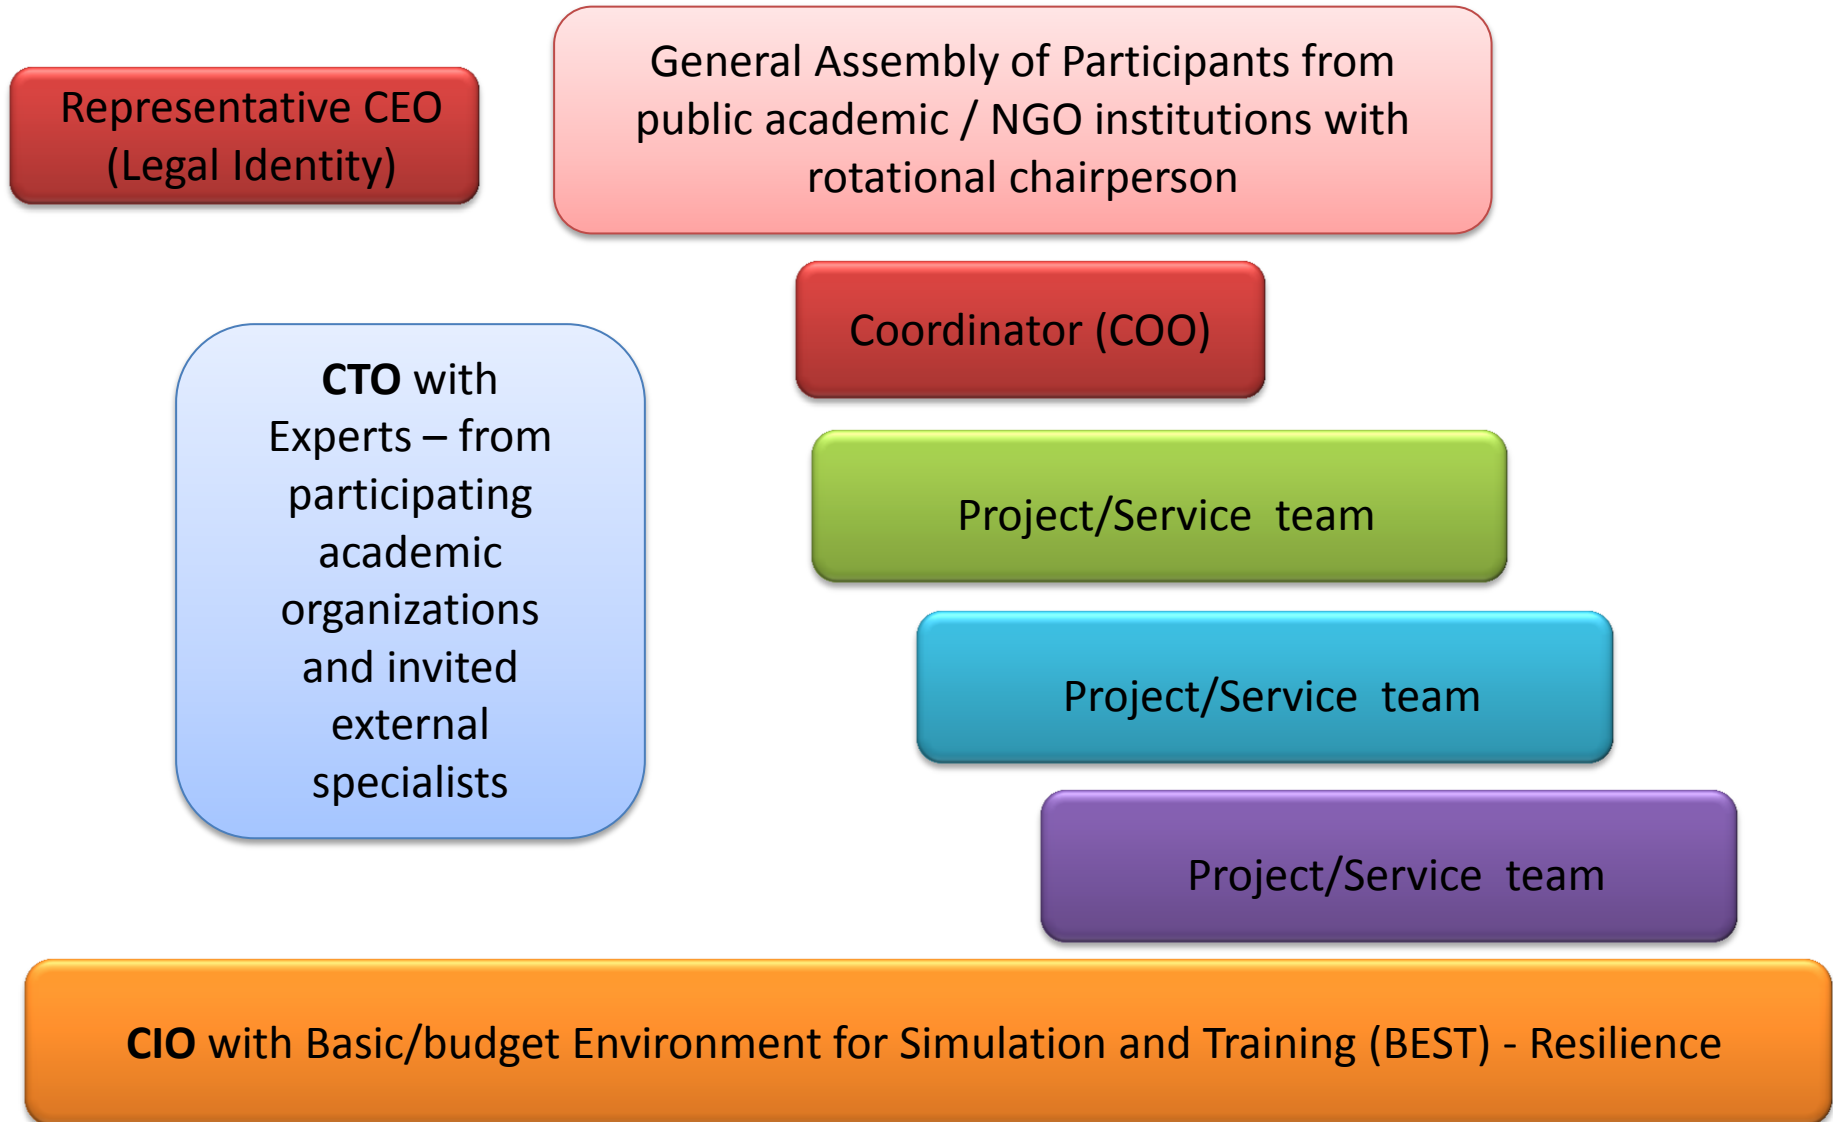 Representative CEO
(Legal Identity)
General Assembly of Participants from
public academic / NGO institutions with
rotational chairperson
Coordinator (COO)
CTO with
Experts – from
participating
academic
organizations
and invited
external
specialists
Project/Service  team
Project/Service  team
Project/Service  team
CIO with Basic/budget Environment for Simulation and Training (BEST) - Resilience